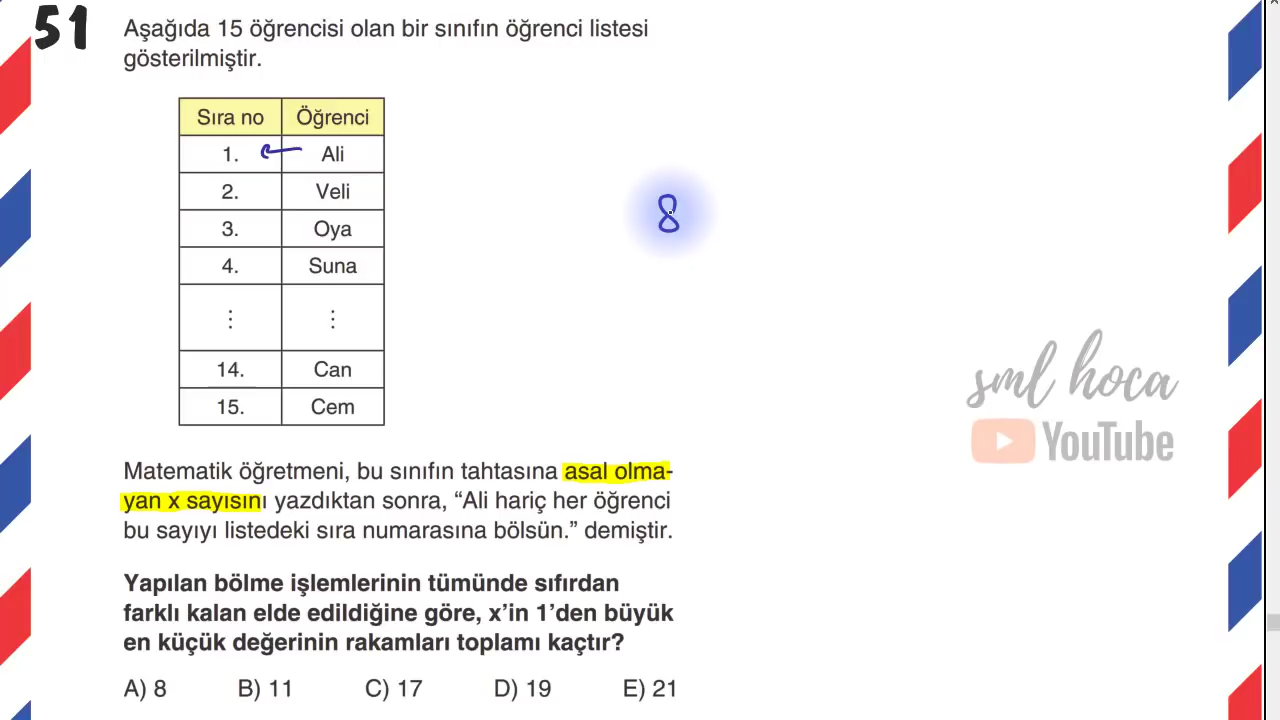 51
Aşağıda 15 öğrencisi olan bir sınıfın öğrenci listesi
gösterilmiştir.
Sıra no Öğrenci
1. Ali
2. Veli
3. Oya
4. Suna
⋮ ⋮
14. Can
15. Cem
8
sml hoca
YouTube
Matematik öğretmeni, bu sınıfın tahtasına asal olma-
yan x sayısını yazdıktan sonra, “Ali hariç her öğrenci
bu sayıyı listedeki sıra numarasına bölsün.” demiştir.
Yapılan bölme işlemlerinin tümünde sıfırdan
farklı kalan elde edildiğine göre, x’in 1’den büyük
en küçük değerinin rakamları toplamı kaçtır?
A) 8 B) 11 C) 17 D) 19 E) 21